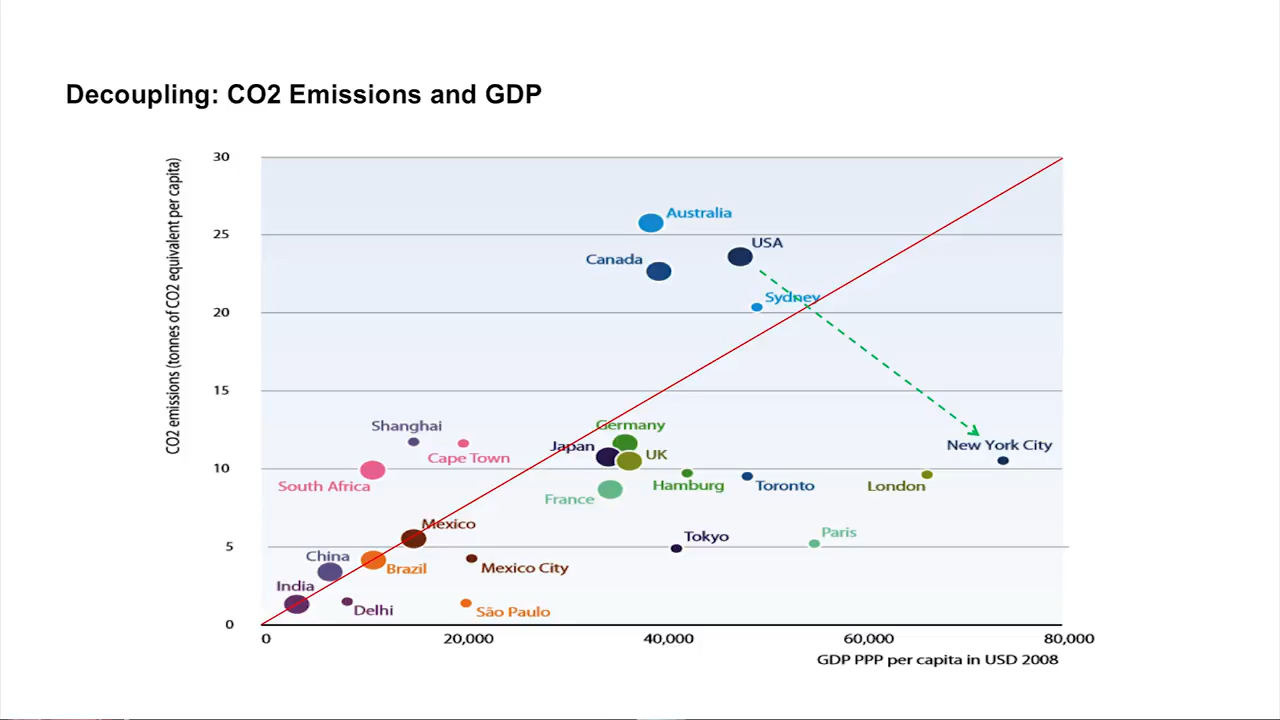 Decoupling: CO2 Emissions and GDP
CO2 emissions (tonnes of CO2 equivalent per capita)
30
25
20
15
10
5
0
Australia
USA
Canada
Sydney
Shanghai
Germany
Cape Town
Japan
UK
New York City
South Africa
France
Hamburg
Toronto
London
Mexico
Tokyo
Paris
China
Brazil
Mexico City
India
Delhi
São Paulo
0
20,000
40,000
60,000
80,000
GDP PPP per capita in USD 2008